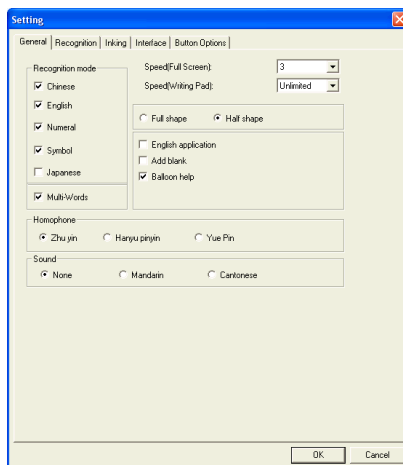 Setting
General Recognition Inking Interface Button Options
Recognition mode
Chinese
English
Numeral
Symbol
Japanese
Multi-Words
Speed(Full Screen): 3
Speed(Writing Pad): Unlimited
Full shape Half shape
English application
Add blank
Balloon help
Homophone
Zhu yin Hanyu pinyin Yue Pin
Sound
None Mandarin Cantonese
OK Cancel